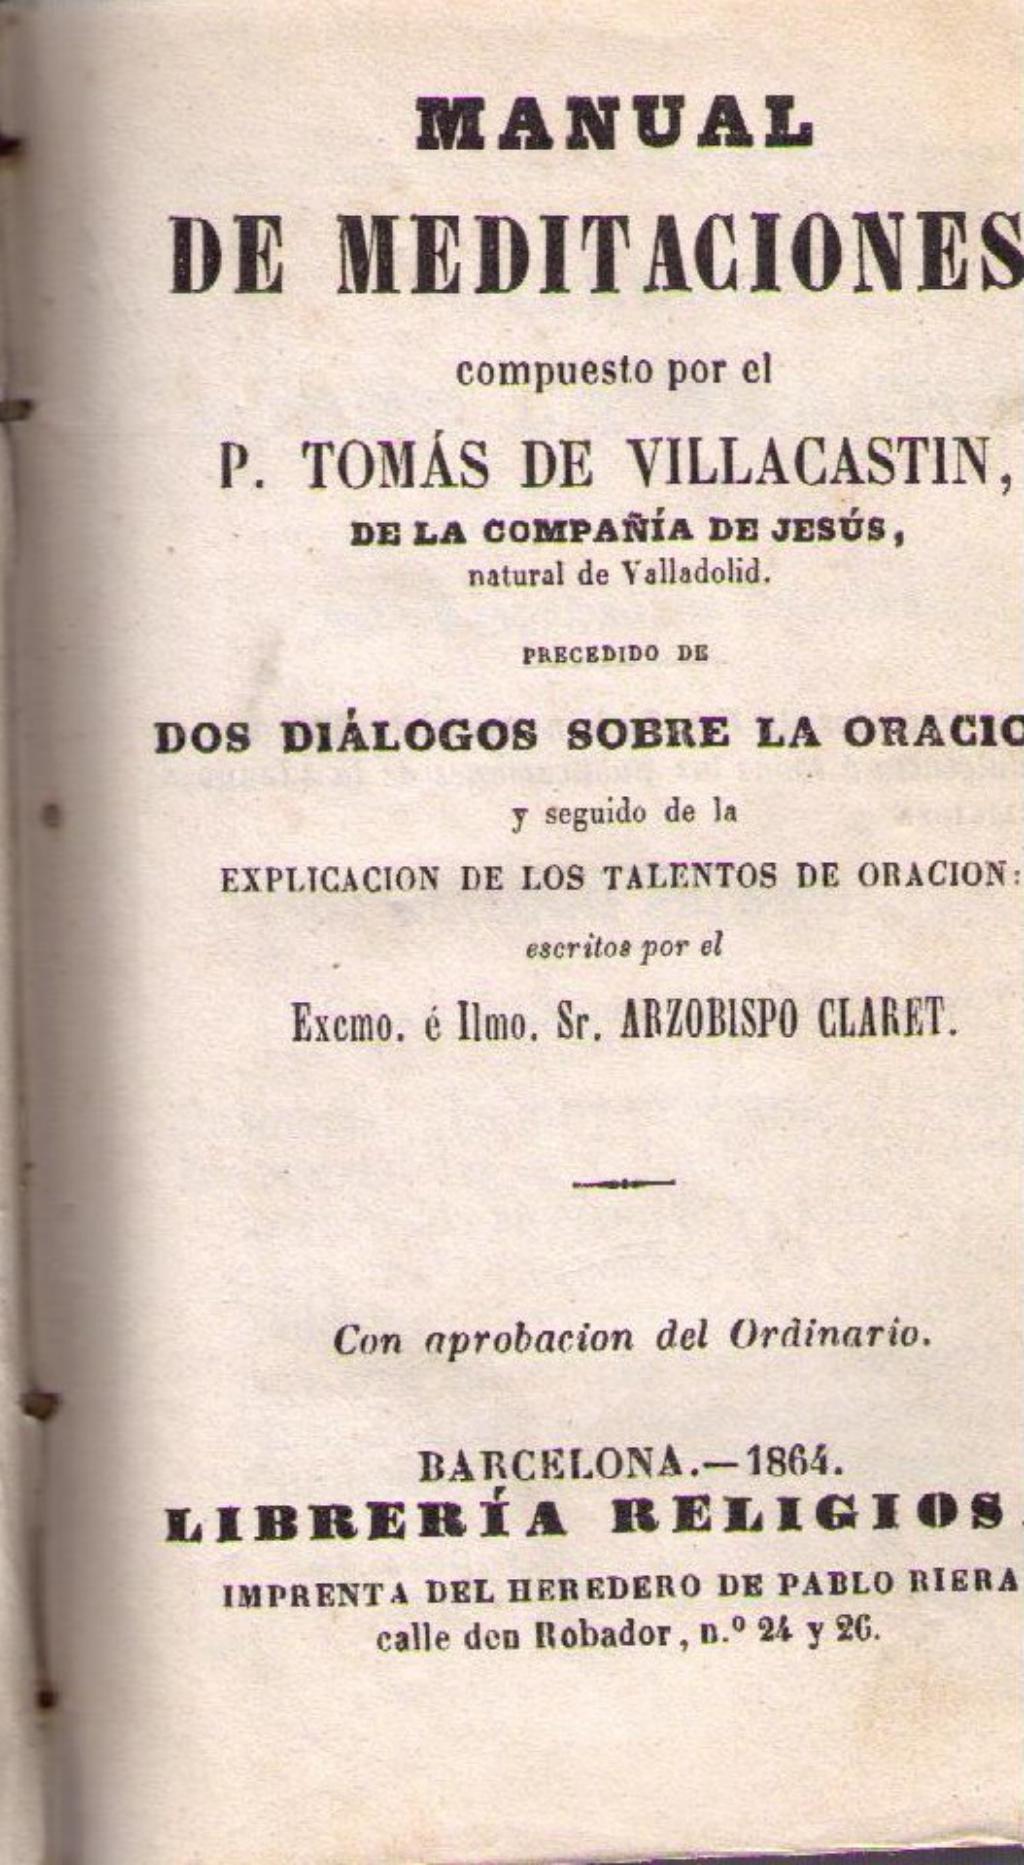 MANUAL
DE MEDITACIONES
compuesto por el
P. TOMÁS DE VILLACASTIN,
DE LA COMPAÑÍA DE JESÚS,
natural de Valladolid.
PRECEDIDO DE
DOS DIÁLOGOS SOBRE LA ORACIO
y seguido de la
EXPLICACION DE LOS TALENTOS DE ORACION:
escritos por el
Excmo. é Ilmo. Sr. ARZOBISPO CLARET.
Con aprobacion del Ordinario.
BARCELONA.—1864.
LIBRERÍA RELIGIOS
IMPRENTA DEL HEREDERO DE PABLO RIERA
calle den Robador, n.º 24 y 26.